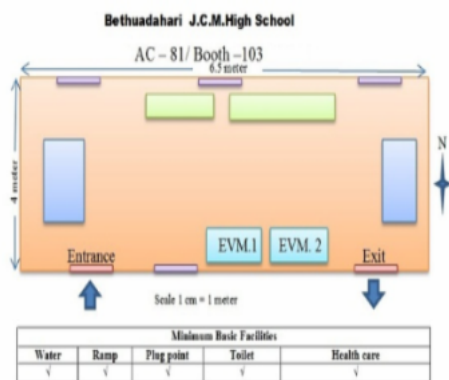 Bethuadahari J.C.M.High School
AC – 81/ Booth –103
6.5 meter
4 meter
N
EVM.1
EVM. 2
Entrance
Exit
Scale 1 cm = 1 meter
Minimum Basic Facilities
Water Ramp Plug point Toilet Health care
√ √ √ √ √